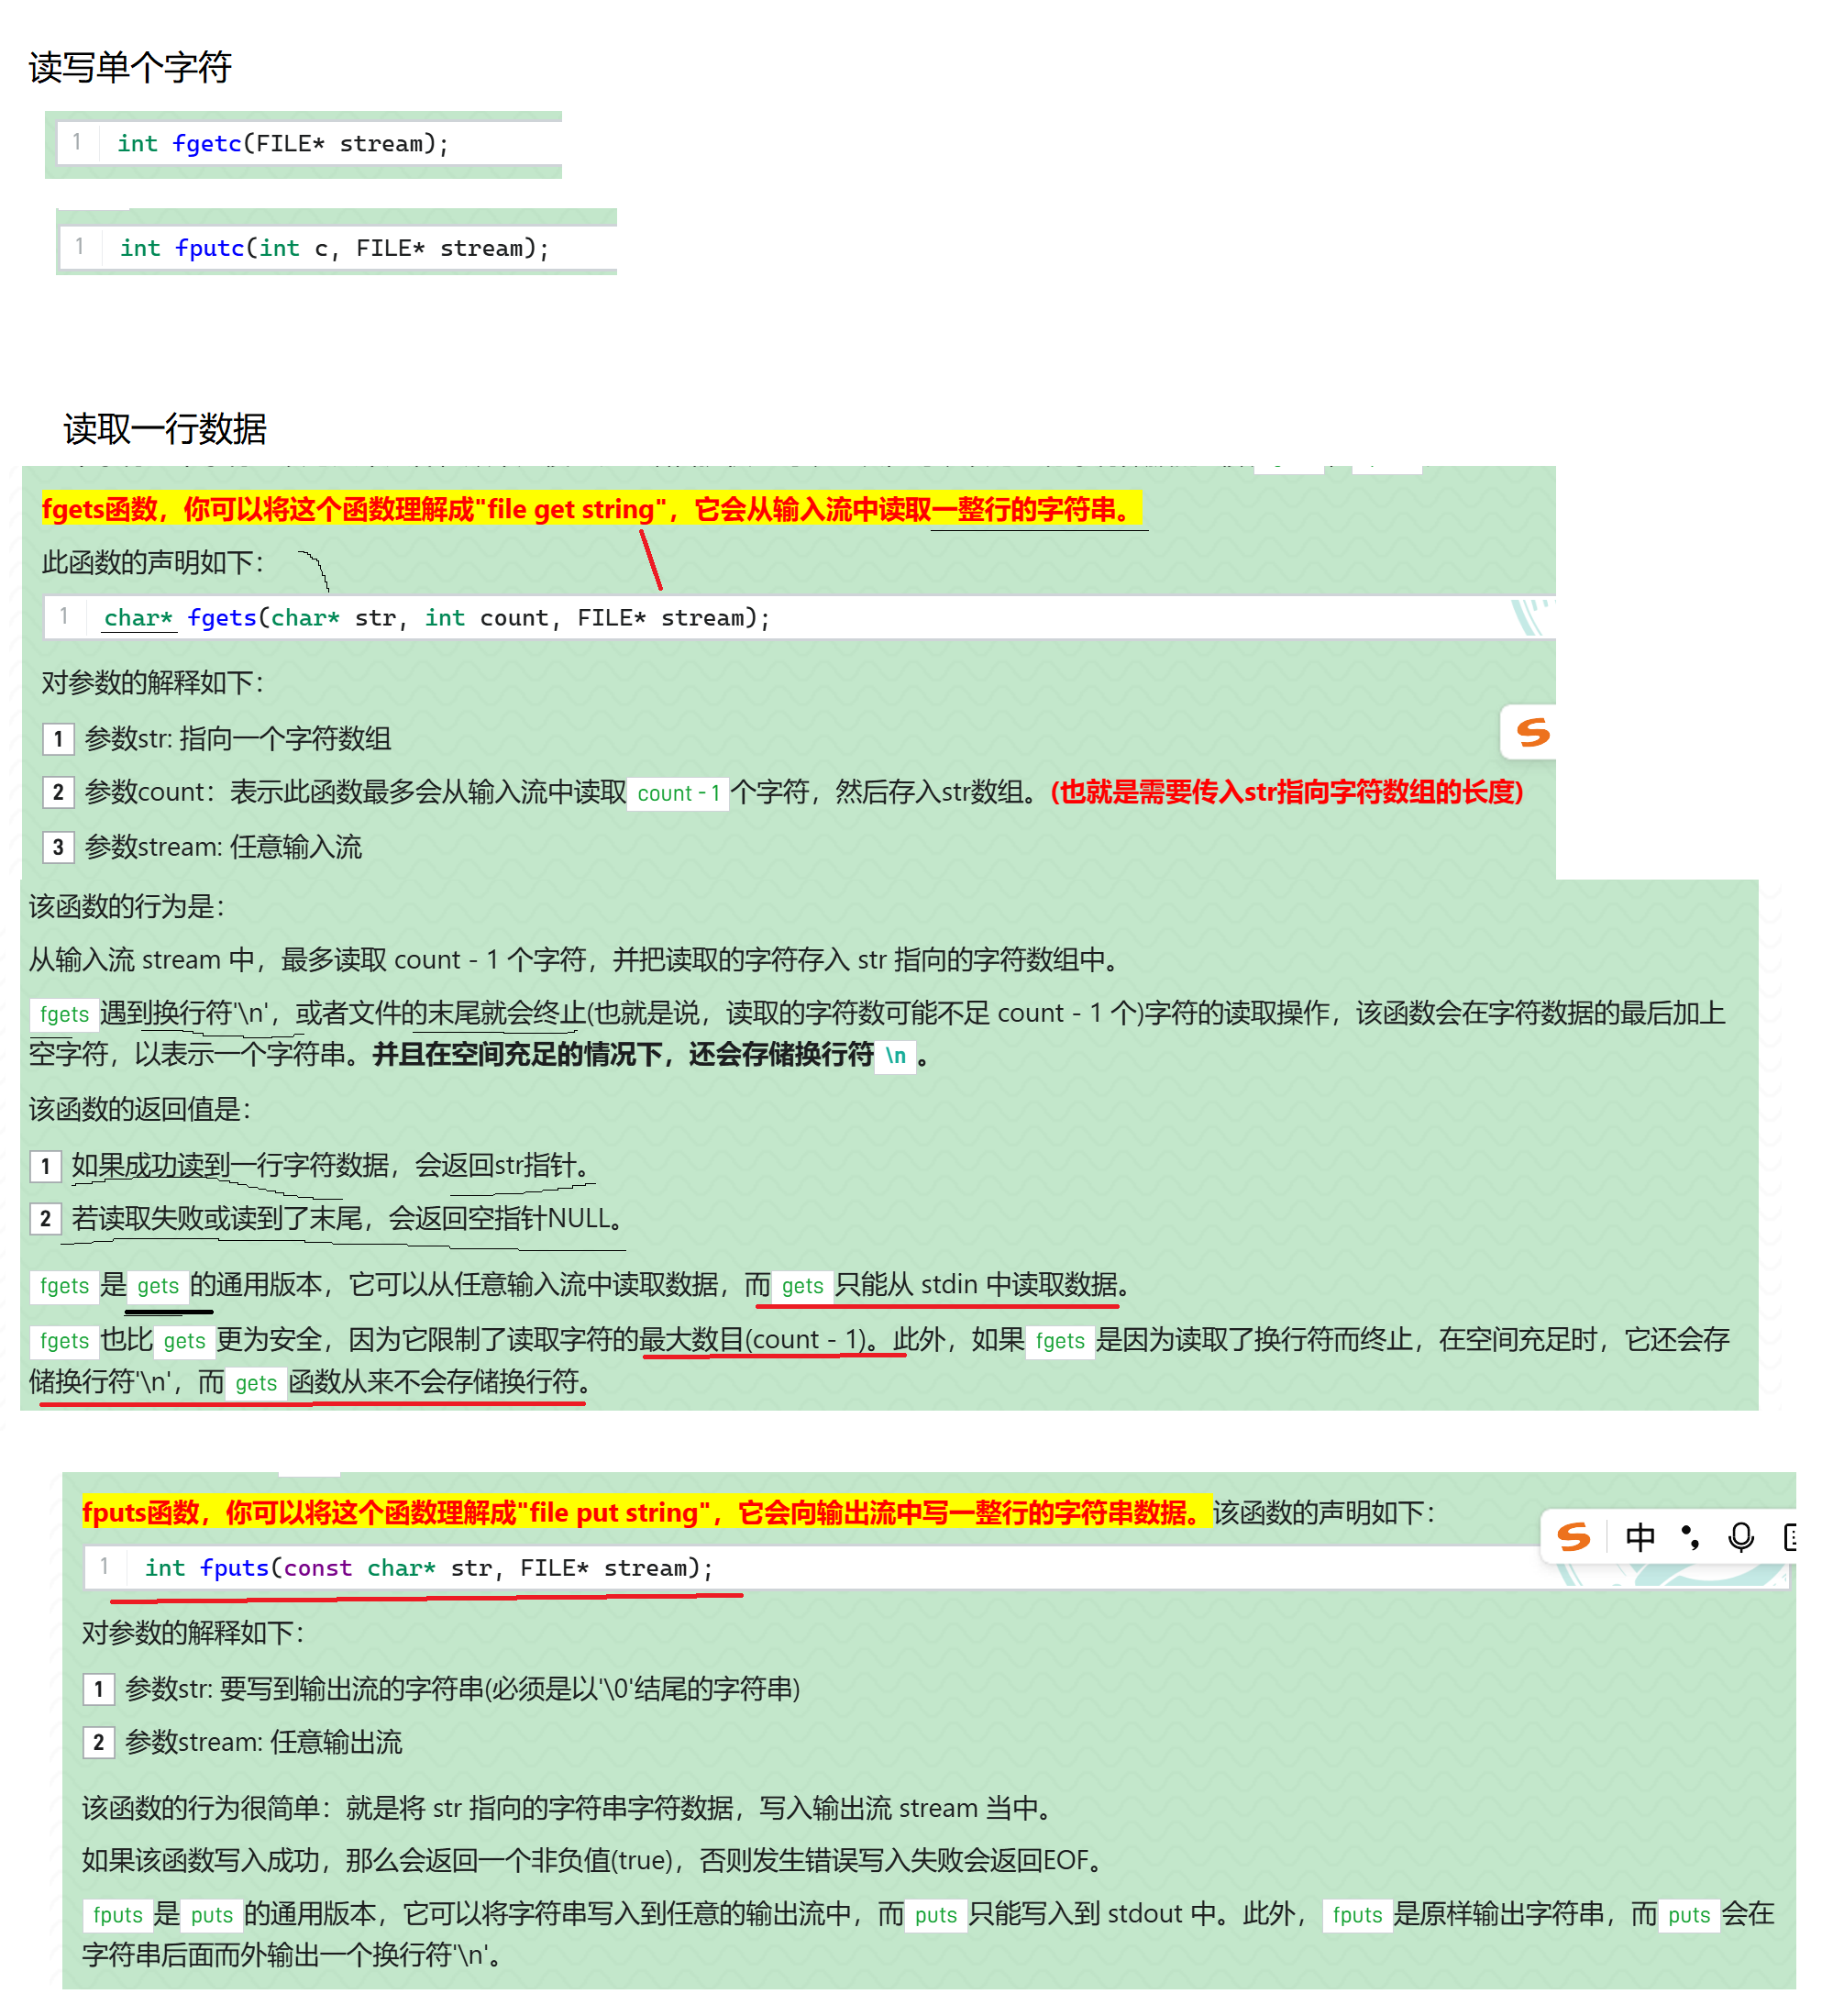 读写单个字符
1 int fgetc(FILE* stream);
1 int fputc(int c, FILE* stream);
读取一行数据
fgets函数，你可以将这个函数理解成"file get string"，它会从输入流中读取一整行的字符串。
此函数的声明如下：
1 char* fgets(char* str, int count, FILE* stream);
对参数的解释如下：
1 参数str: 指向一个字符数组
2 参数count：表示此函数最多会从输入流中读取 count - 1 个字符，然后存入str数组。(也就是需要传入str指向字符数组的长度)
3 参数stream: 任意输入流
该函数的行为是：
从输入流 stream 中，最多读取 count - 1 个字符，并把读取的字符存入 str 指向的字符数组中。
fgets 遇到换行符'\n'，或者文件的末尾就会终止(也就是说，读取的字符数可能不足 count - 1 个)字符的读取操作，该函数会在字符数据的最后加上
空字符，以表示一个字符串。并且在空间充足的情况下，还会存储换行符 \n 。
该函数的返回值是：
1 如果成功读到一行字符数据，会返回str指针。
2 若读取失败或读到了末尾，会返回空指针NULL。
fgets 是 gets 的通用版本，它可以从任意输入流中读取数据，而 gets 只能从 stdin 中读取数据。
fgets 也比 gets 更为安全，因为它限制了读取字符的最大数目(count - 1)。此外，如果 fgets 是因为读取了换行符而终止，在空间充足时，它还会存
储换行符'\n'，而 gets 函数从来不会存储换行符。
fputs函数，你可以将这个函数理解成"file put string"，它会向输出流中写一整行的字符串数据。该函数的声明如下：
中
1 int fputs(const char* str, FILE* stream);
对参数的解释如下：
1 参数str: 要写到输出流的字符串(必须是以'\0'结尾的字符串)
2 参数stream: 任意输出流
该函数的行为很简单：就是将 str 指向的字符串字符数据，写入输出流 stream 当中。
如果该函数写入成功，那么会返回一个非负值(true)，否则发生错误写入失败会返回EOF。
fputs 是 puts 的通用版本，它可以将字符串写入到任意的输出流中，而 puts 只能写入到 stdout 中。此外， fputs 是原样输出字符串，而 puts 会在
字符串后面而外输出一个换行符'\n'。